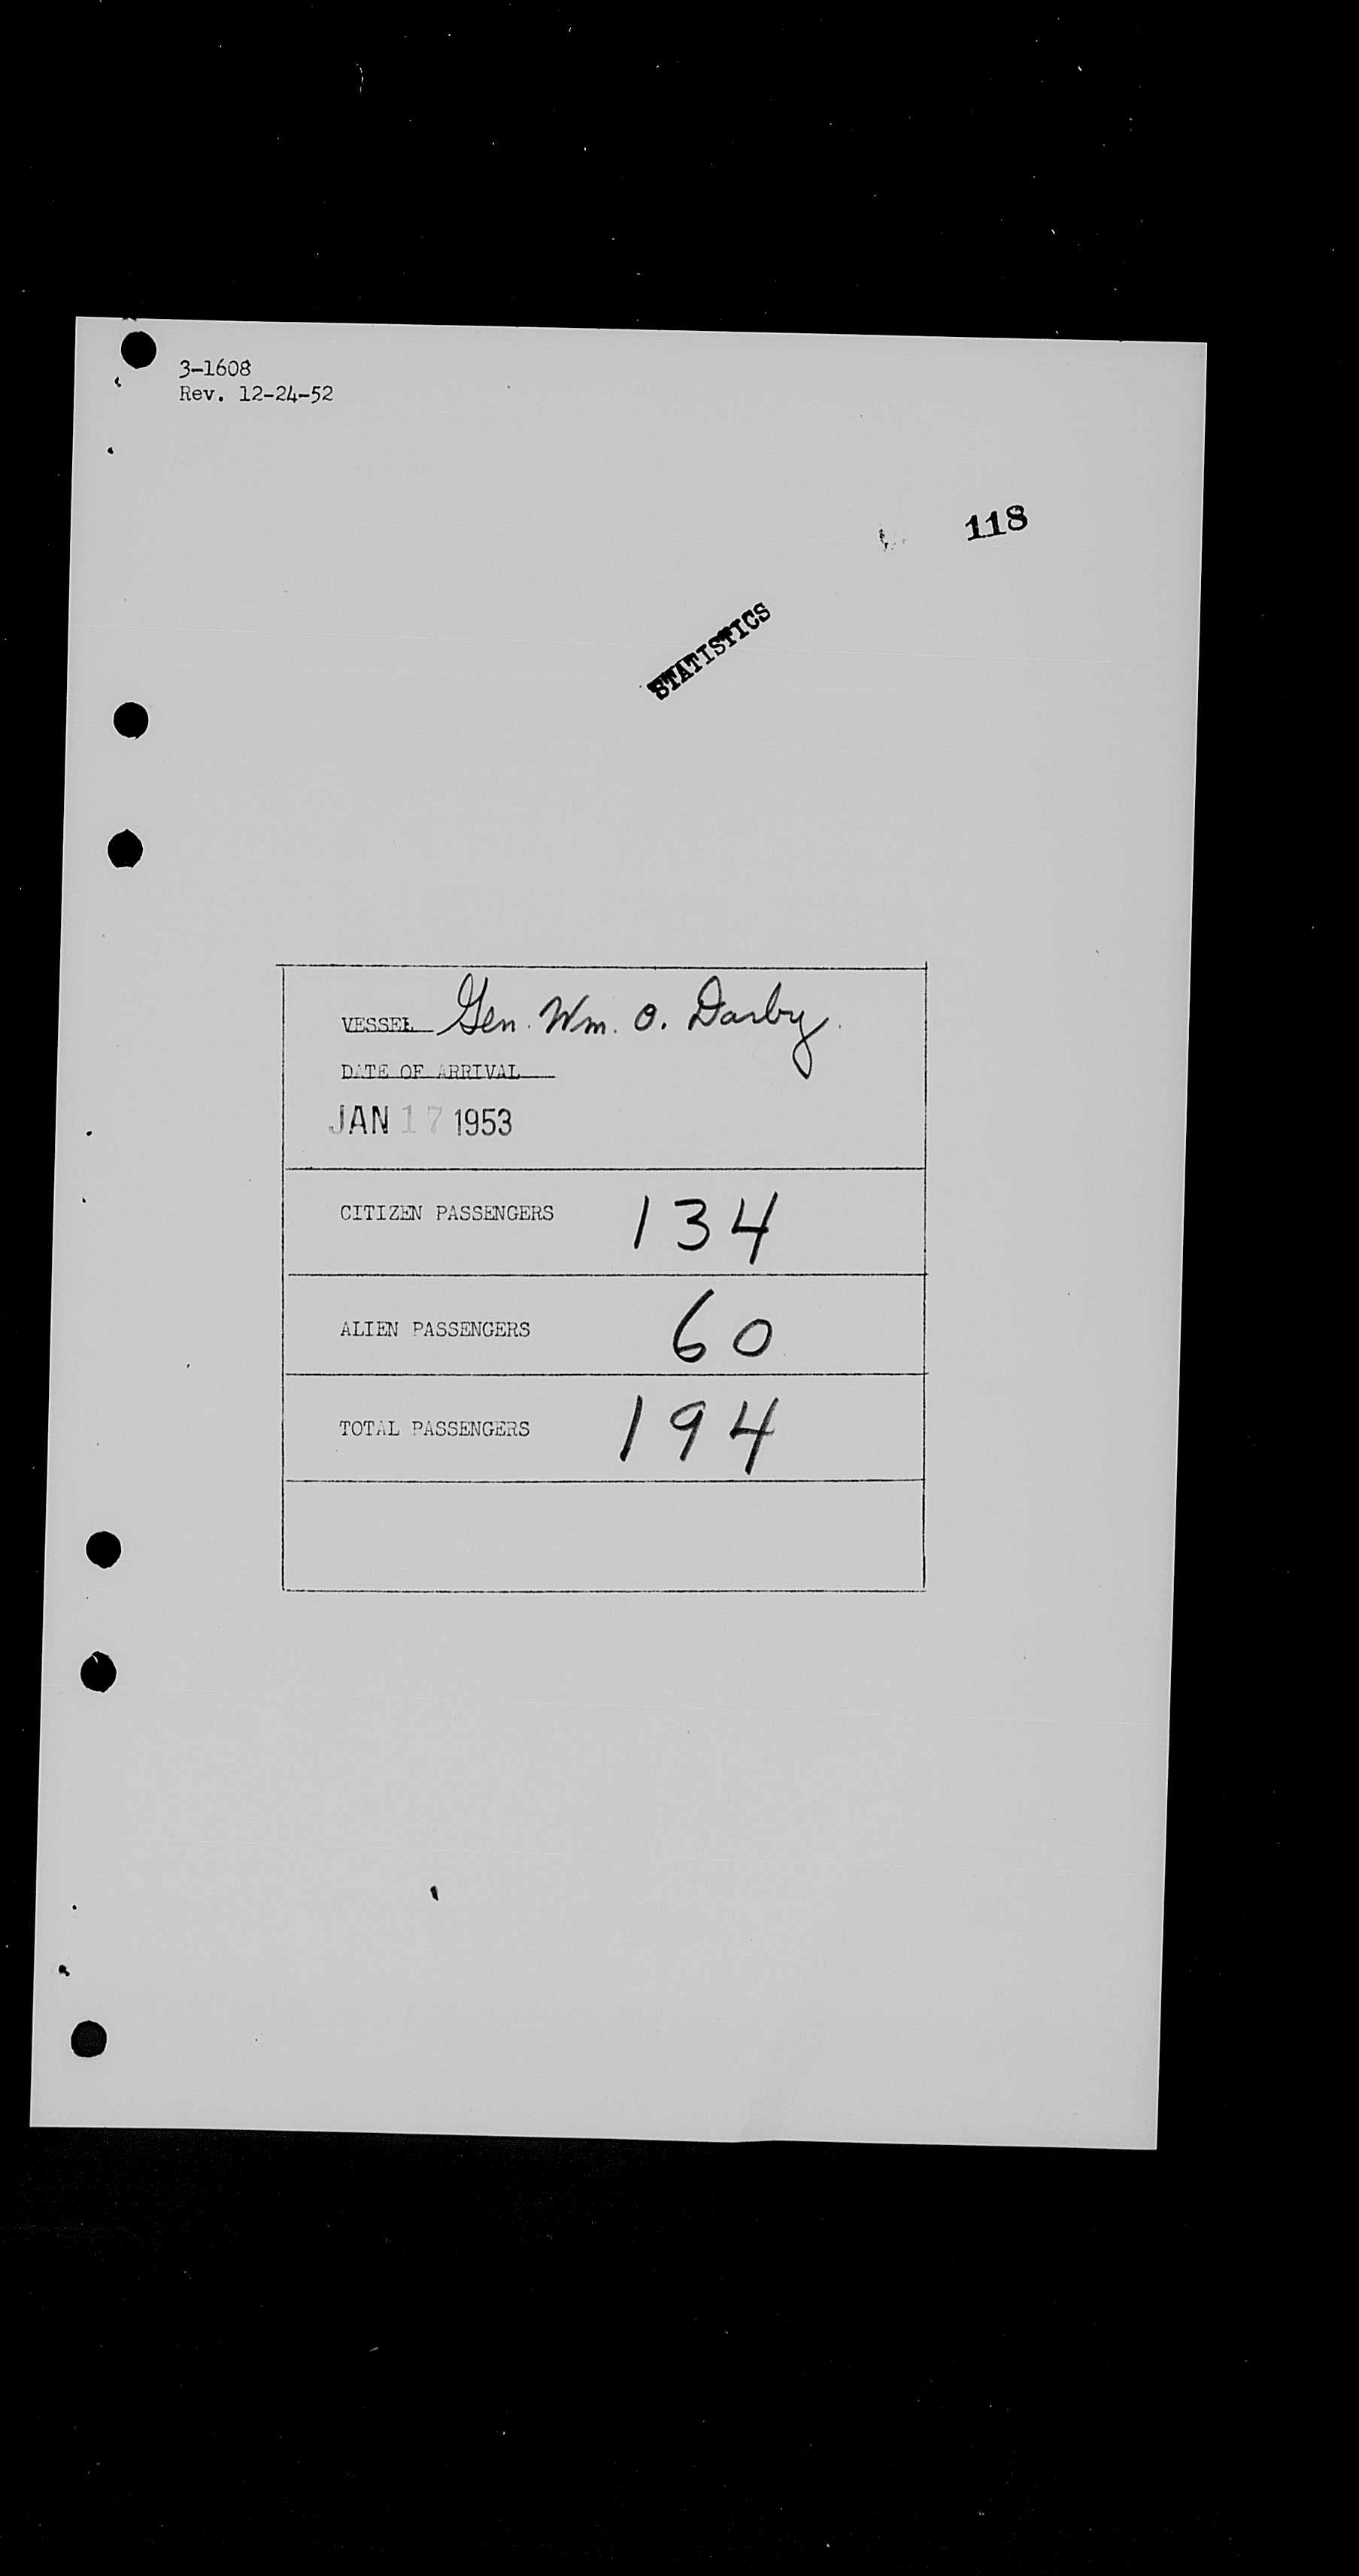 3-1608
Rev. 12-24-52
118
STATISTICS
VESSEL Gen. Wm. O. Darby.
DATE OF ARRIVAL
JAN 17 1953
CITIZEN PASSENGERS 134
ALIEN PASSENGERS 60
TOTAL PASSENGERS 194